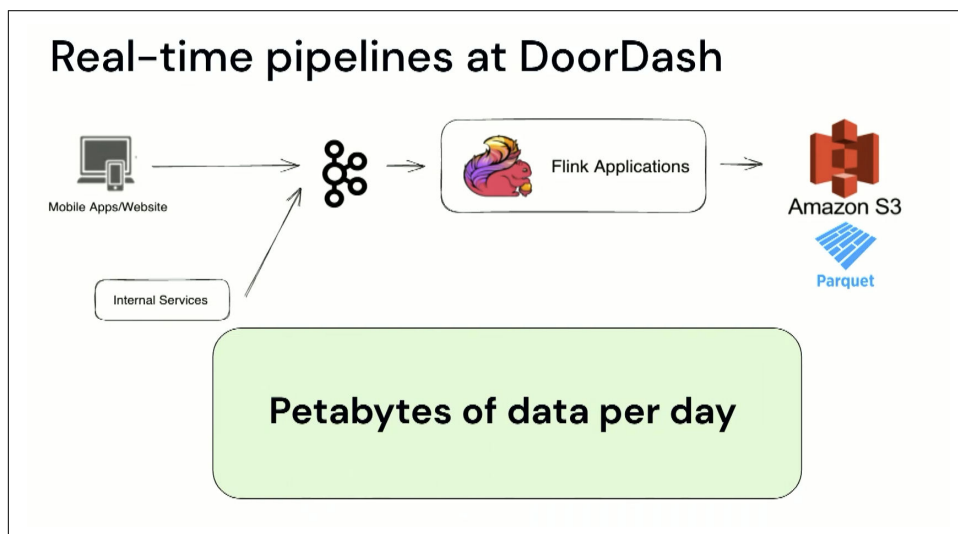 Real-time pipelines at DoorDash
Mobile Apps/Website
Flink Applications
Amazon S3
Parquet
Internal Services
Petabytes of data per day